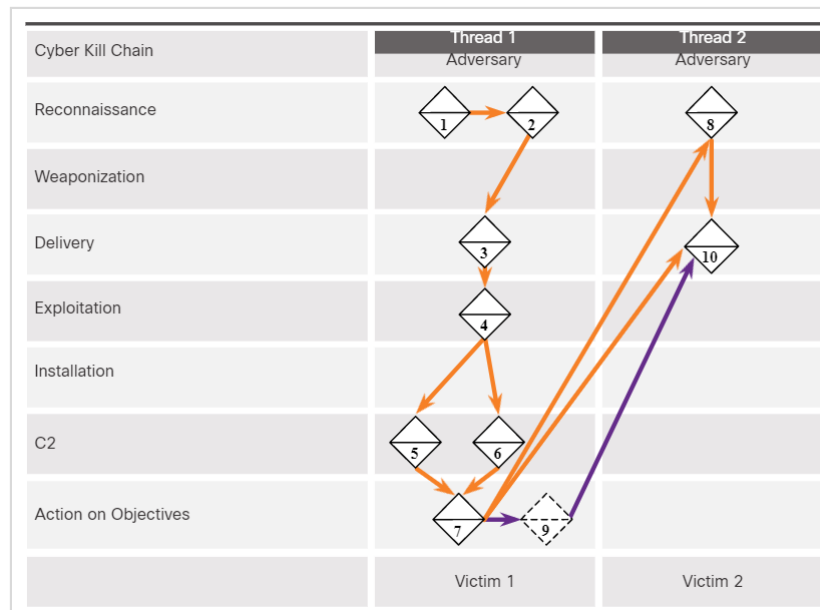 Thread 1 Thread 2
Cyber Kill Chain Adversary Adversary
Reconnaissance 1 2 8
Weaponization
Delivery 3 10
Exploitation 4
Installation
C2 5 6
Action on Objectives 7 9
Victim 1 Victim 2